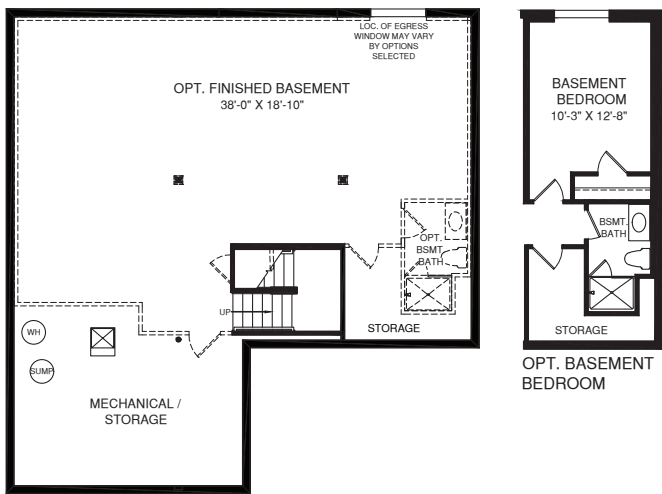 LOC. OF EGRESS
WINDOW MAY VARY
BY OPTIONS
SELECTED
OPT. FINISHED BASEMENT
38'-0" X 18'-10"
OPT.
BSMT.
BATH
UP
STORAGE
WH
SUMP
MECHANICAL /
STORAGE
BASEMENT
BEDROOM
10'-3" X 12'-8"
BSMT.
BATH
STORAGE
OPT. BASEMENT
BEDROOM